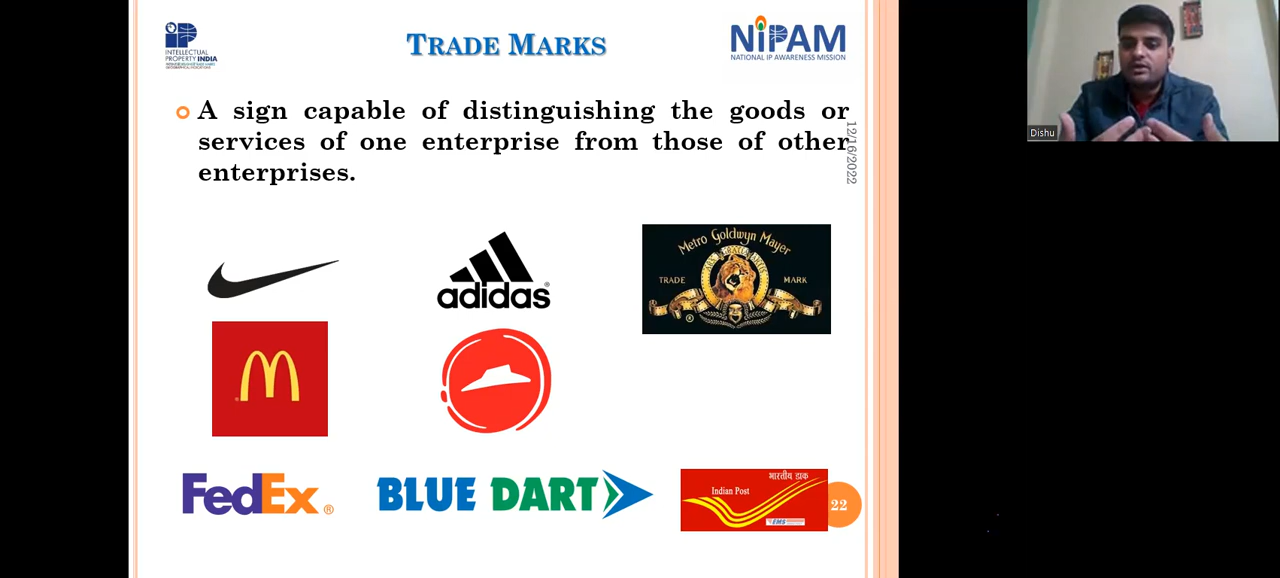 iP
INTELLECTUAL
PROPERTY INDIA
TRADE MARKS
NiPAM
NATIONAL IP AWARENESS MISSION
Dishu
A sign capable of distinguishing the goods or
services of one enterprise from those of other
enterprises.
12/16/2022
adidas®
Metro Goldwyn Mayer
TRADE MARK
®
M
FedEx®
BLUE DART
भारतीय डाक
Indian Post
EMS
22